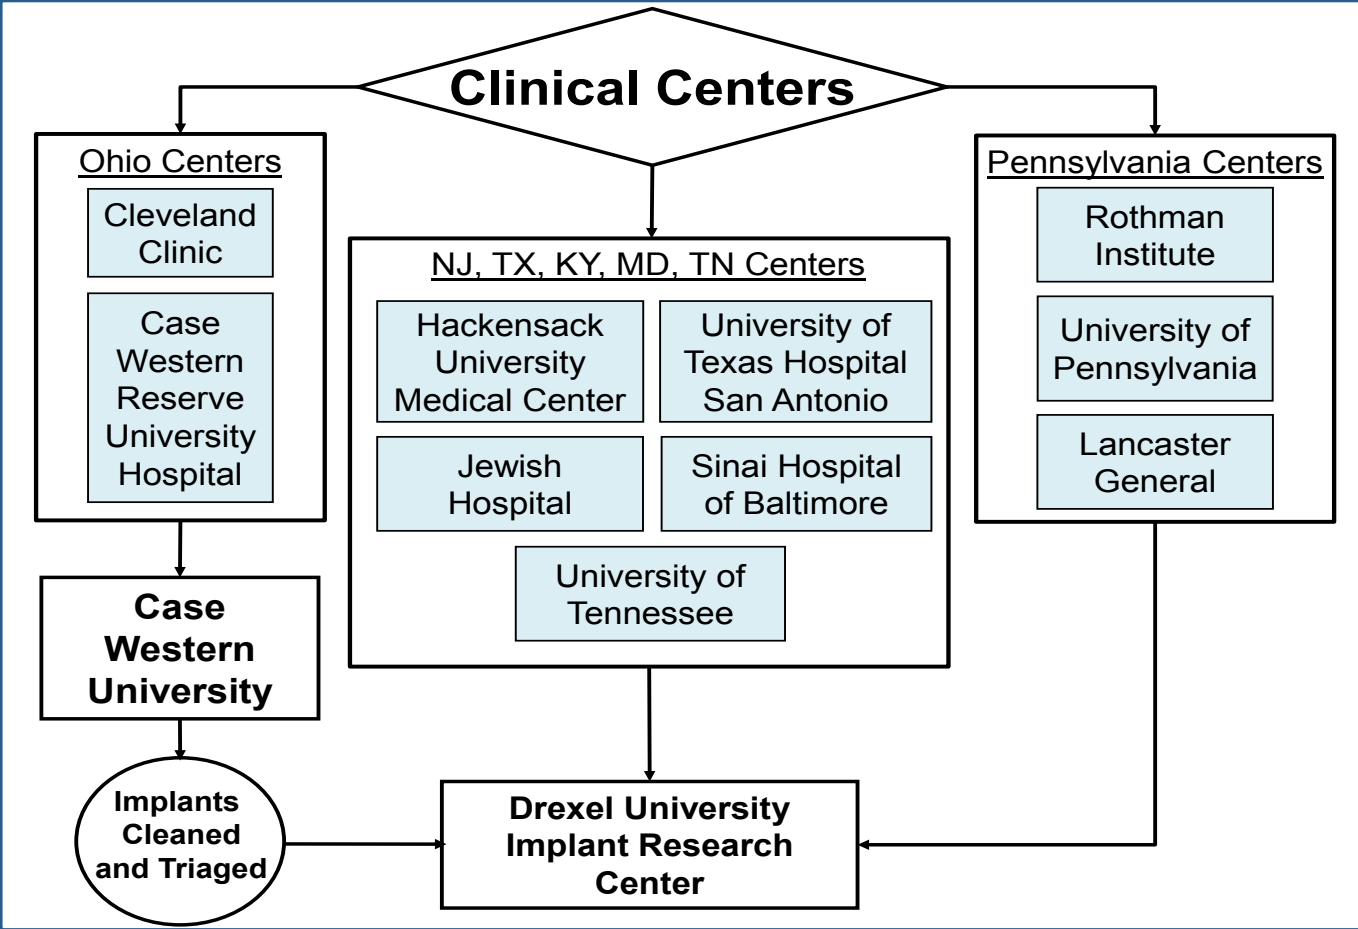 Clinical Centers
Ohio Centers
Cleveland
Clinic
Case
Western
Reserve
University
Hospital
Case
Western
University
Implants
Cleaned
and Triaged
NJ, TX, KY, MD, TN Centers
Hackensack
University
Medical Center
University of
Texas Hospital
San Antonio
Jewish
Hospital
Sinai Hospital
of Baltimore
University of
Tennessee
Pennsylvania Centers
Rothman
Institute
University of
Pennsylvania
Lancaster
General
Drexel University
Implant Research
Center